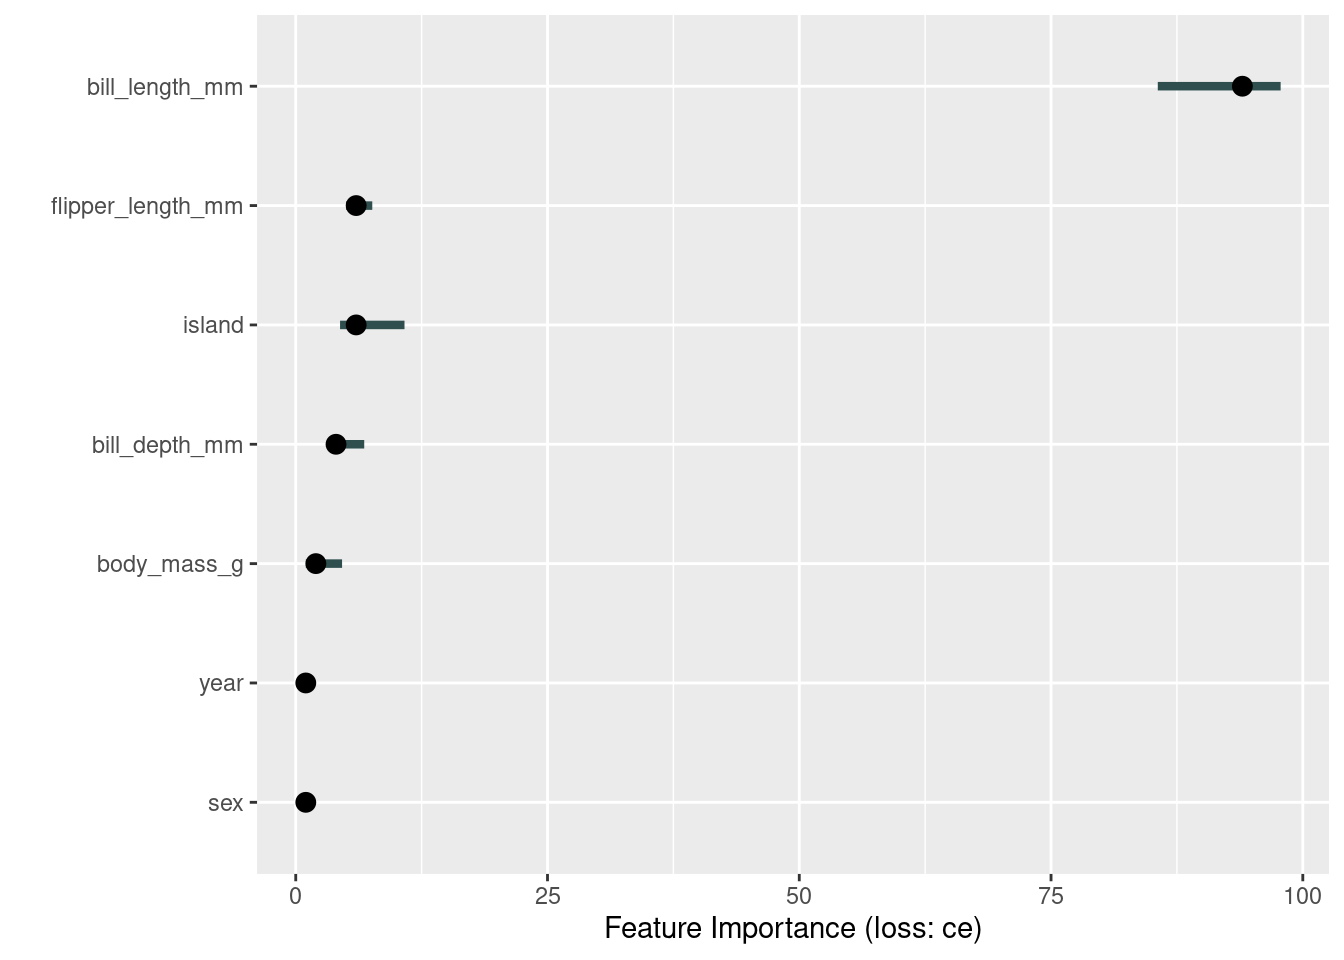 bill_length_mm
flipper_length_mm
island
bill_depth_mm
body_mass_g
year
sex
0 25 50 75 100
Feature Importance (loss: ce)